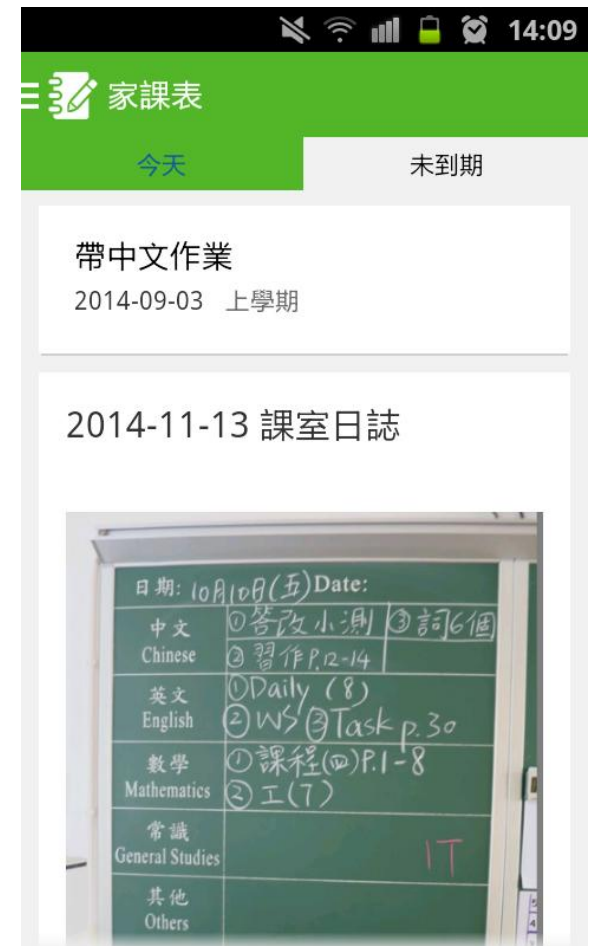 14:09
家課表
今天 未到期
帶中文作業
2014-09-03 上學期
2014-11-13 課室日誌
日期: 10月10日(五) Date:
中文 ①答改小測 ③詞6個
Chinese ②習作P.12-14
英文 ①Daily (8)
English ②WS ③Task p.30
數學 ①課程(四)P.1-8
Mathematics ②工(7)
常識
General Studies IT
其他
Others